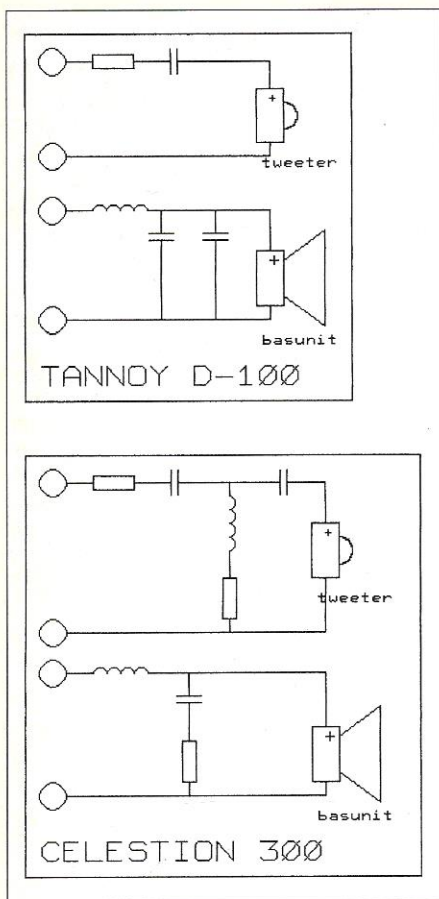 +
tweeter
+
basunit
TANNOY D-100
+
tweeter
+
basunit
CELESTION 300